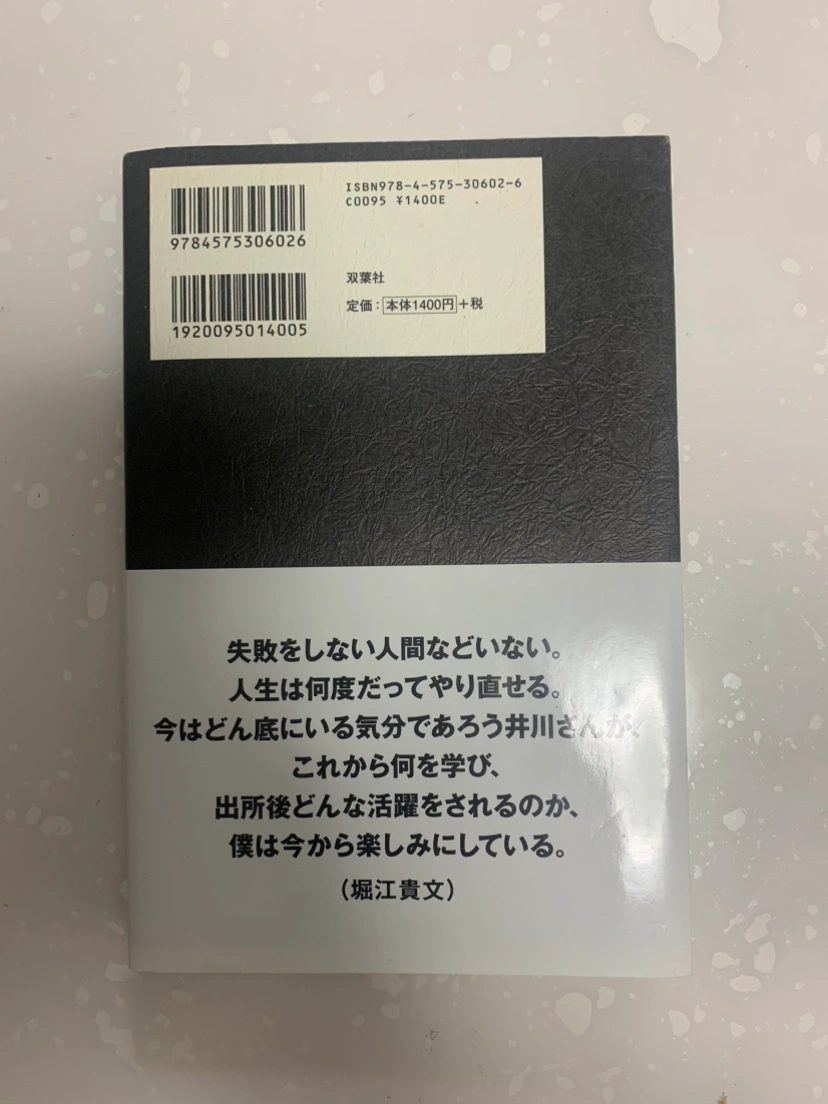 ISBN978-4-575-30602-6
C0095 ¥1400E
9784575306026
双葉社
定価：本体1400円＋税
1920095014005
失敗をしない人間などいない。
人生は何度だってやり直せる。
今はどん底にいる気分であろう井川さんが、
これから何を学び、
出所後どんな活躍をされるのか、
僕は今から楽しみにしている。
（堀江貴文）